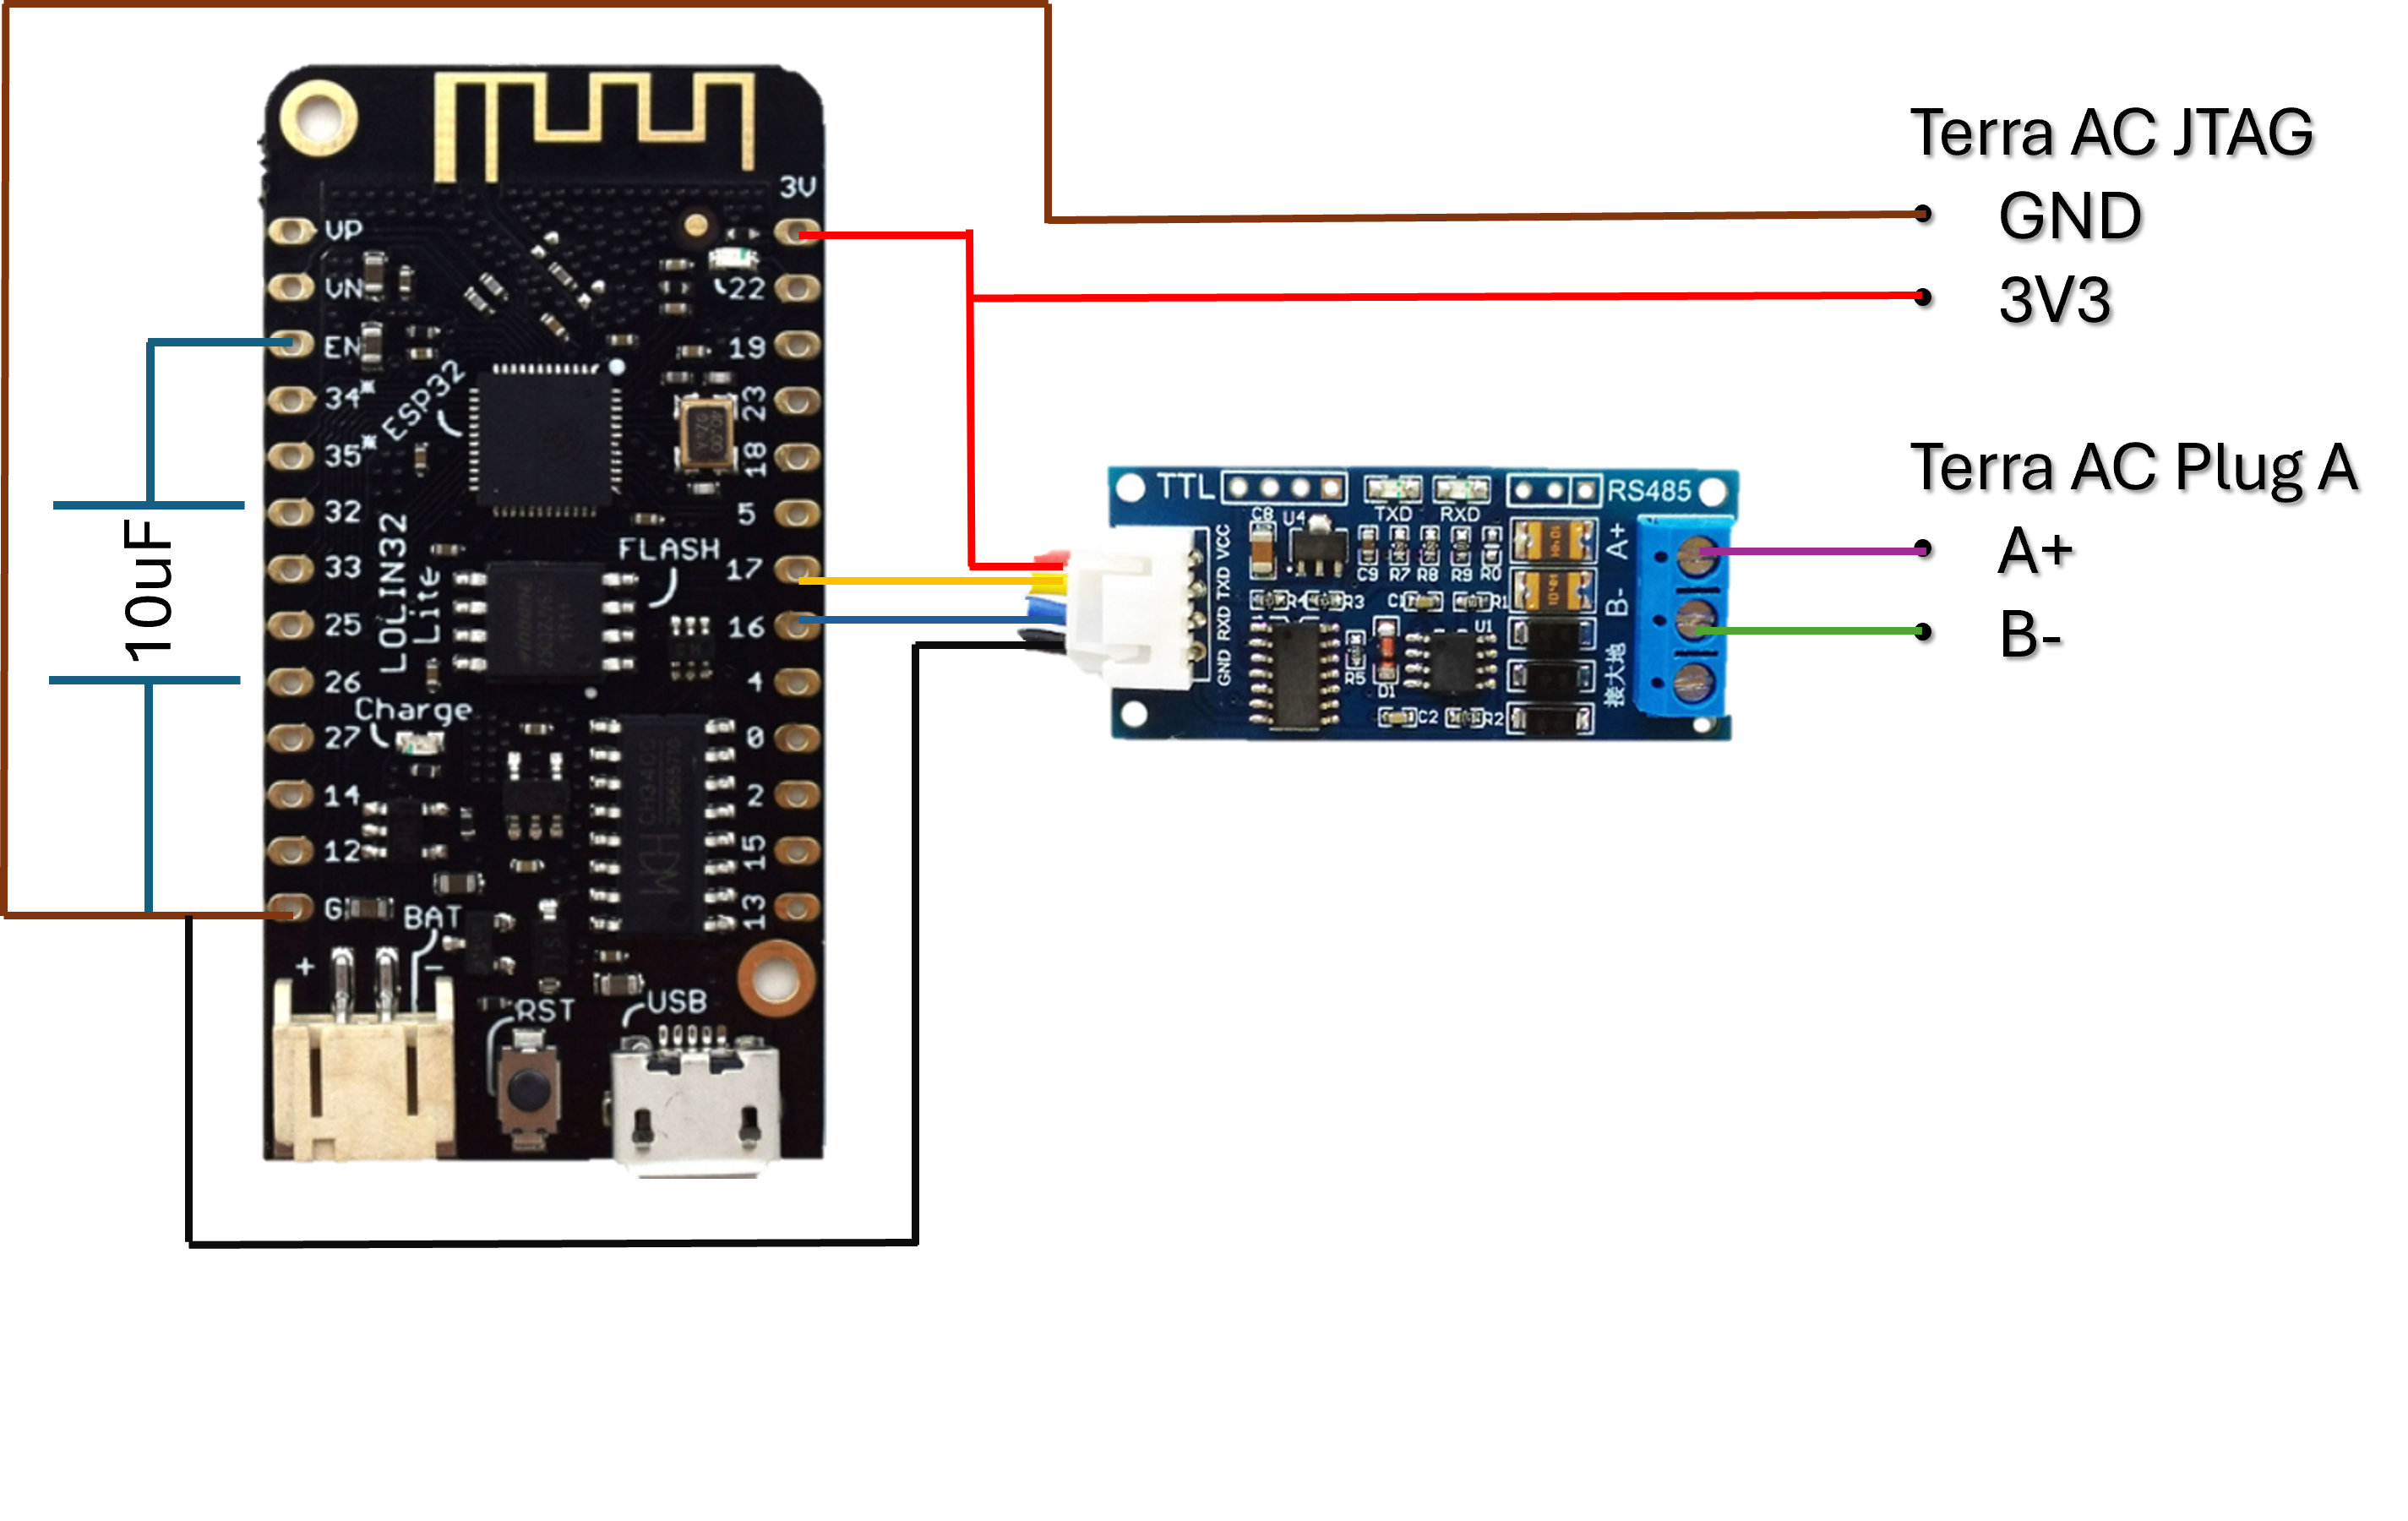 Terra AC JTAG
GND
3V3
Terra AC Plug A
A+
B-
10uF
3V
VP
VN
EN
34*
35*
32
33
25
26
27
14
12
G
22
19
23
18
5
17
16
4
0
2
15
13
ESP32
LOLIN32
Lite
FLASH
Charge
BAT
+
-
RST
USB
WCH
CH340C
TTL
TXD
RXD
RS485
VCC
TXD
RXD
GND
C8
U4
C9
R7
R8
R9
R0
R4
R3
C1
R1
U1
R5
D1
C2
R2
A+
B-
接大地